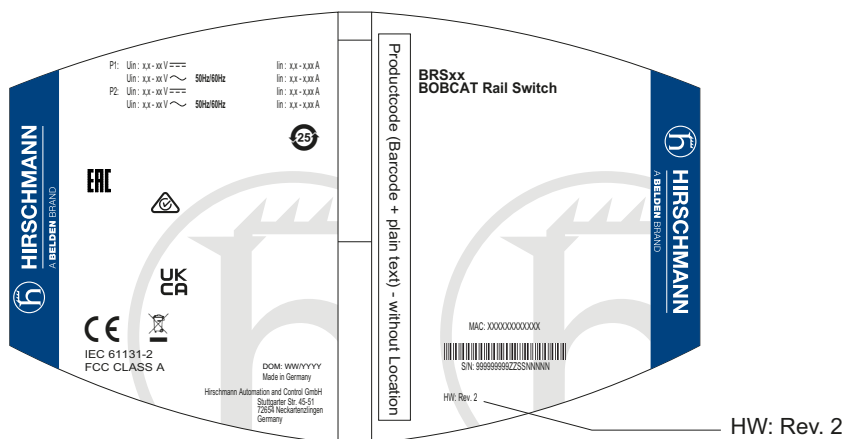 P1: Uin : x,x - xx V Iin : x,x - x,xx A
Uin : x,x - xx V 50Hz/60Hz Iin : x,x - x,xx A
P2: Uin : x,x - xx V Iin : x,x - x,xx A
Uin : x,x - xx V 50Hz/60Hz Iin : x,x - x,xx A
25
EAC
UK
CA
CE
IEC 61131-2
FCC CLASS A
DOM: WW/YYYY
Made in Germany
Hirschmann Automation and Control GmbH
Stuttgarter Str. 45-51
72654 Neckartenzlingen
Germany
HIRSCHMANN
A BELDEN BRAND
Productcode (Barcode + plain text) - without Location
BRSxx
BOBCAT Rail Switch
MAC: XXXXXXXXXXXX
S/N: 999999999ZZSSNNNNN
HW: Rev. 2
HIRSCHMANN
A BELDEN BRAND
HW: Rev. 2